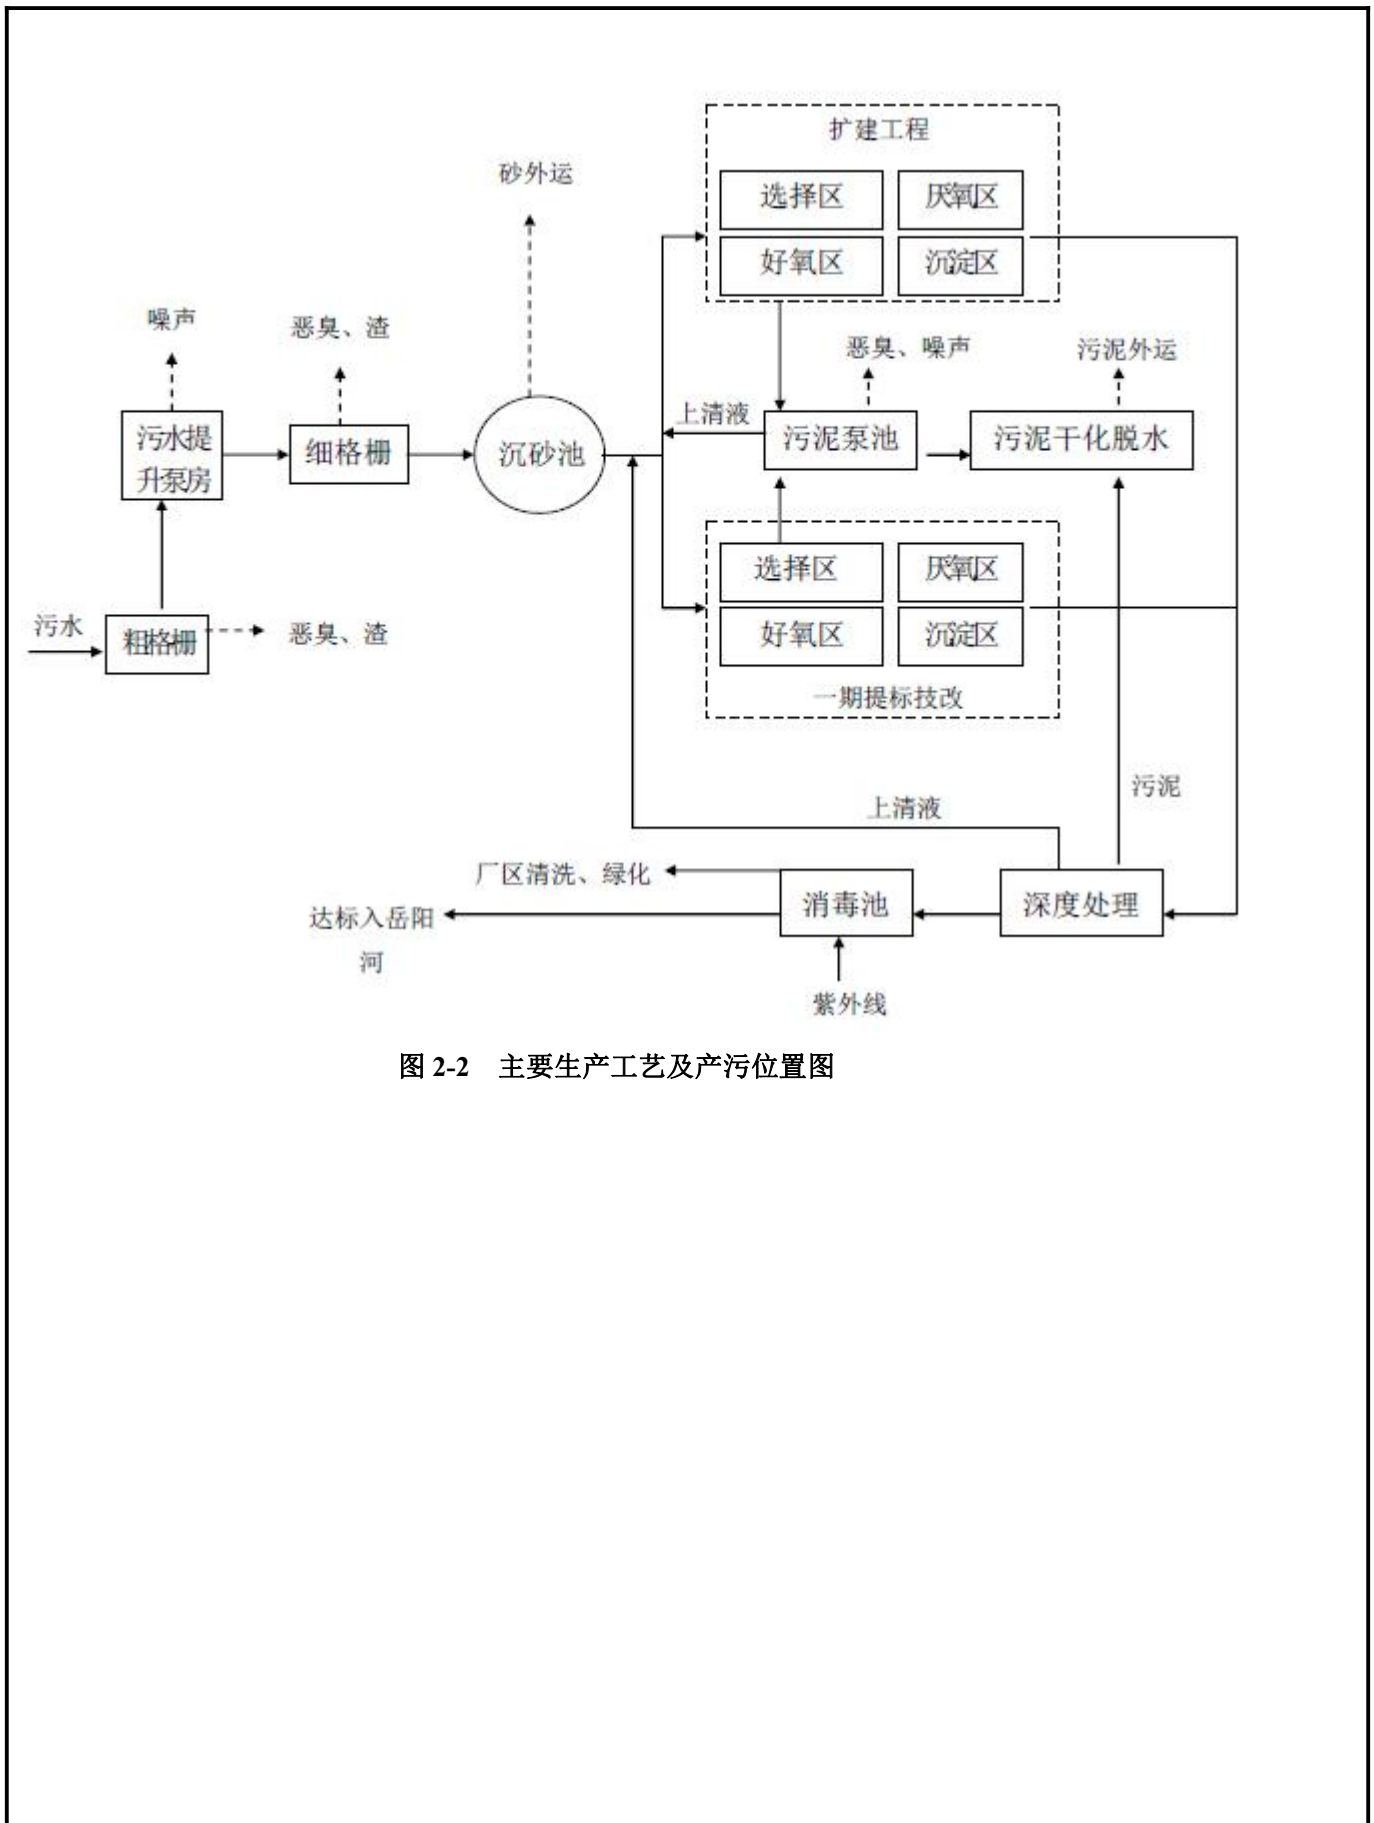 扩建工程
砂外运
选择区
厌氧区
好氧区
沉淀区
噪声
恶臭、渣
恶臭、噪声
污泥外运
上清液
污水提
升泵房
细格栅
沉砂池
污泥泵池
污泥干化脱水
选择区
厌氧区
污水
粗格栅
恶臭、渣
好氧区
沉淀区
一期提标技改
污泥
上清液
厂区清洗、绿化
消毒池
深度处理
达标入岳阳
河
紫外线
图 2-2 主要生产工艺及产污位置图